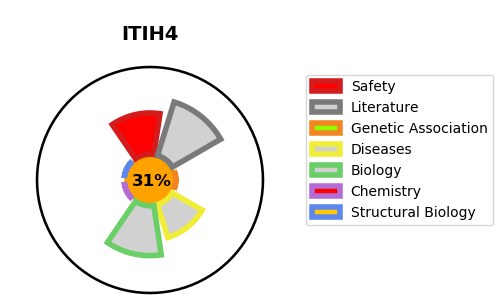 ITIH4
31%
Safety
Literature
Genetic Association
Diseases
Biology
Chemistry
Structural Biology